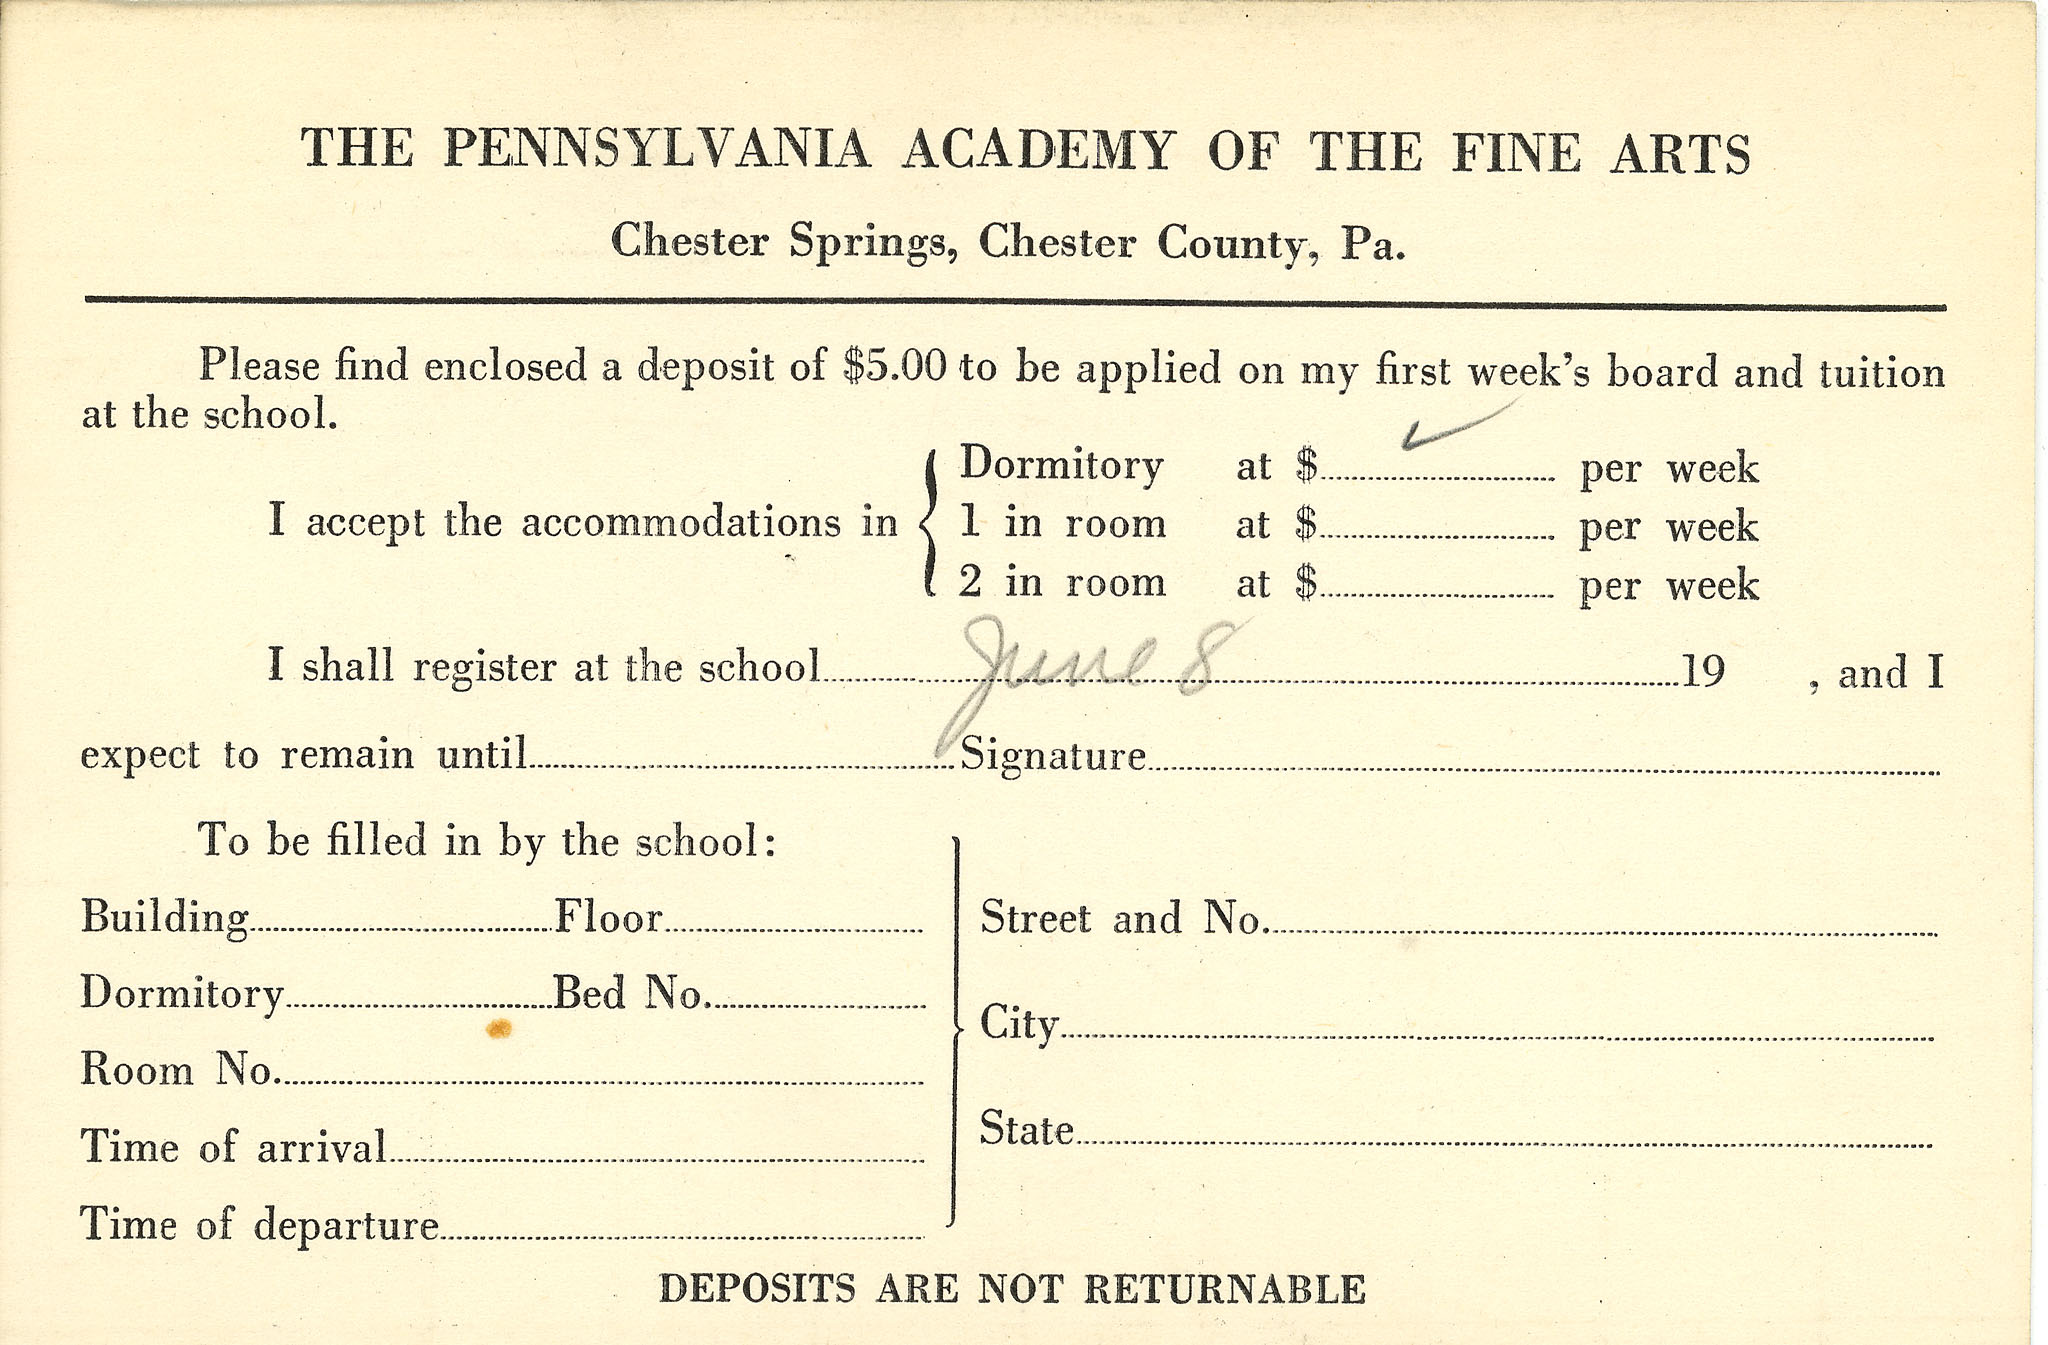 THE PENNSYLVANIA ACADEMY OF THE FINE ARTS
Chester Springs, Chester County, Pa.
Please find enclosed a deposit of $5.00 to be applied on my first week's board and tuition
at the school.
I accept the accommodations in { Dormitory at $.......... per week ✓
1 in room at $.......... per week
2 in room at $.......... per week
I shall register at the school.......... June 8 ..........19 , and I
expect to remain until..........Signature..........
To be filled in by the school:
Building..........Floor..........
Dormitory..........Bed No...........
Room No...........
Time of arrival..........
Time of departure..........
Street and No...........
City..........
State..........
DEPOSITS ARE NOT RETURNABLE